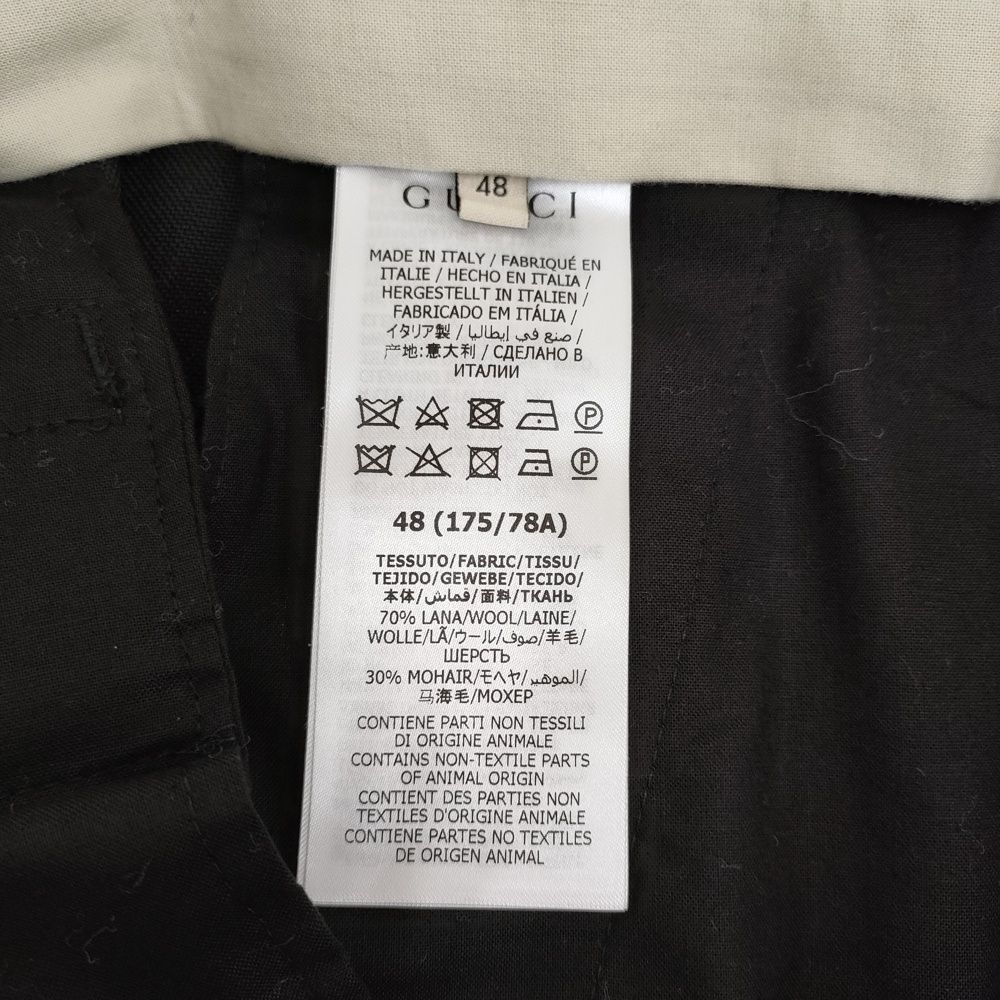 48
GUCCI
MADE IN ITALY / FABRIQUÉ EN
ITALIE / HECHO EN ITALIA /
HERGESTELLT IN ITALIEN /
FABRICADO EM ITÁLIA /
イタリア製 / صنع في إيطاليا /
产地:意大利 / СДЕЛАНО В
ИТАЛИИ
P
P
48 (175/78A)
TESSUTO/FABRIC/TISSU/
TEJIDO/GEWEBE/TECIDO/
本体/قماش/面料/ТКАНЬ
70% LANA/WOOL/LAINE/
WOLLE/LÃ/ウール/صوف/羊毛/
ШЕРСТЬ
30% MOHAIR/モヘヤ/الموهير/
马海毛/МОХЕР
CONTIENE PARTI NON TESSILI
DI ORIGINE ANIMALE
CONTAINS NON-TEXTILE PARTS
OF ANIMAL ORIGIN
CONTIENT DES PARTIES NON
TEXTILES D'ORIGINE ANIMALE
CONTIENE PARTES NO TEXTILES
DE ORIGEN ANIMAL